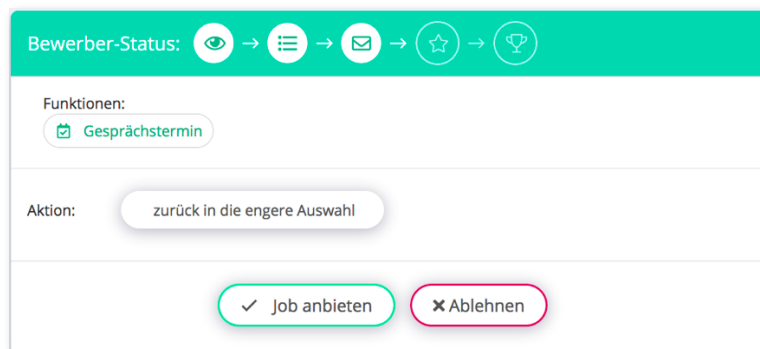 Bewerber-Status:
Funktionen:
Gesprächstermin
Aktion: zurück in die engere Auswahl
Job anbieten Ablehnen